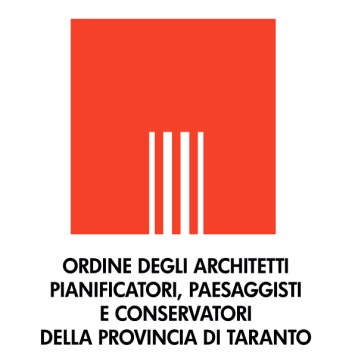 ORDINE DEGLI ARCHITETTI
PIANIFICATORI, PAESAGGISTI
E CONSERVATORI
DELLA PROVINCIA DI TARANTO